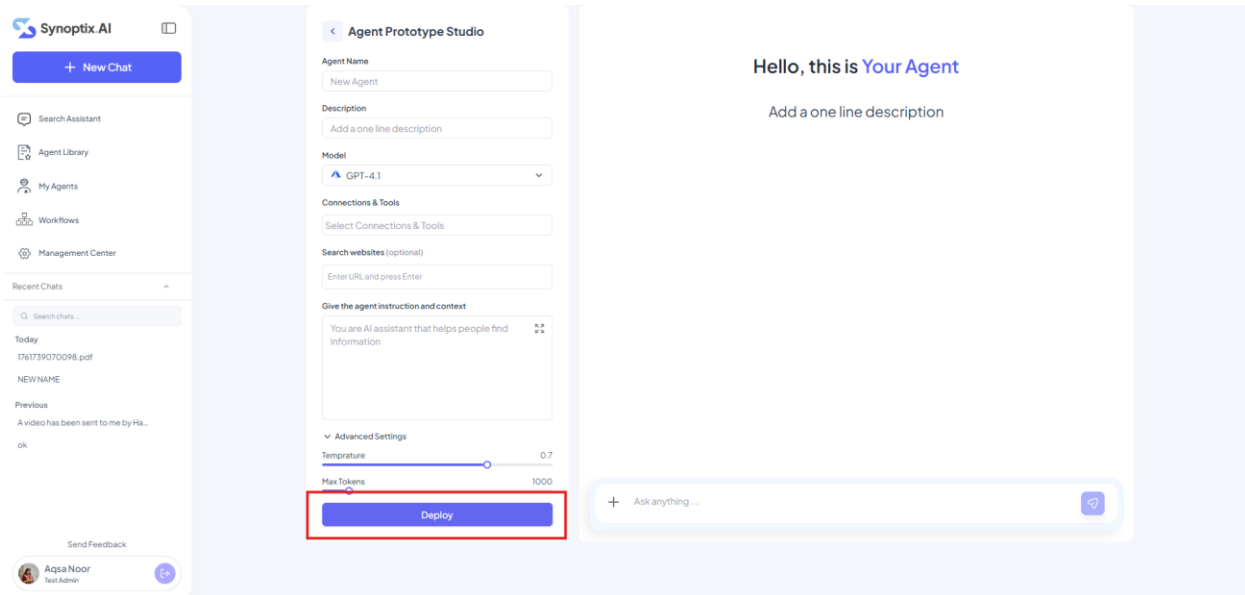 Synoptix.AI
+ New Chat
Search Assistant
Agent Library
My Agents
Workflows
Management Center
Recent Chats
Search chats...
Today
1761739070098.pdf
NEW NAME
Previous
A video has been sent to me by Ha...
ok
Send Feedback
Aqsa Noor
Test Admin
Agent Prototype Studio
Agent Name
New Agent
Description
Add a one line description
Model
GPT-4.1
Connections & Tools
Select Connections & Tools
Search websites (optional)
Enter URL and press Enter
Give the agent instruction and context
You are AI assistant that helps people find
information
Advanced Settings
Temprature 0.7
Max Tokens 1000
Deploy
Hello, this is Your Agent
Add a one line description
Ask anything ...